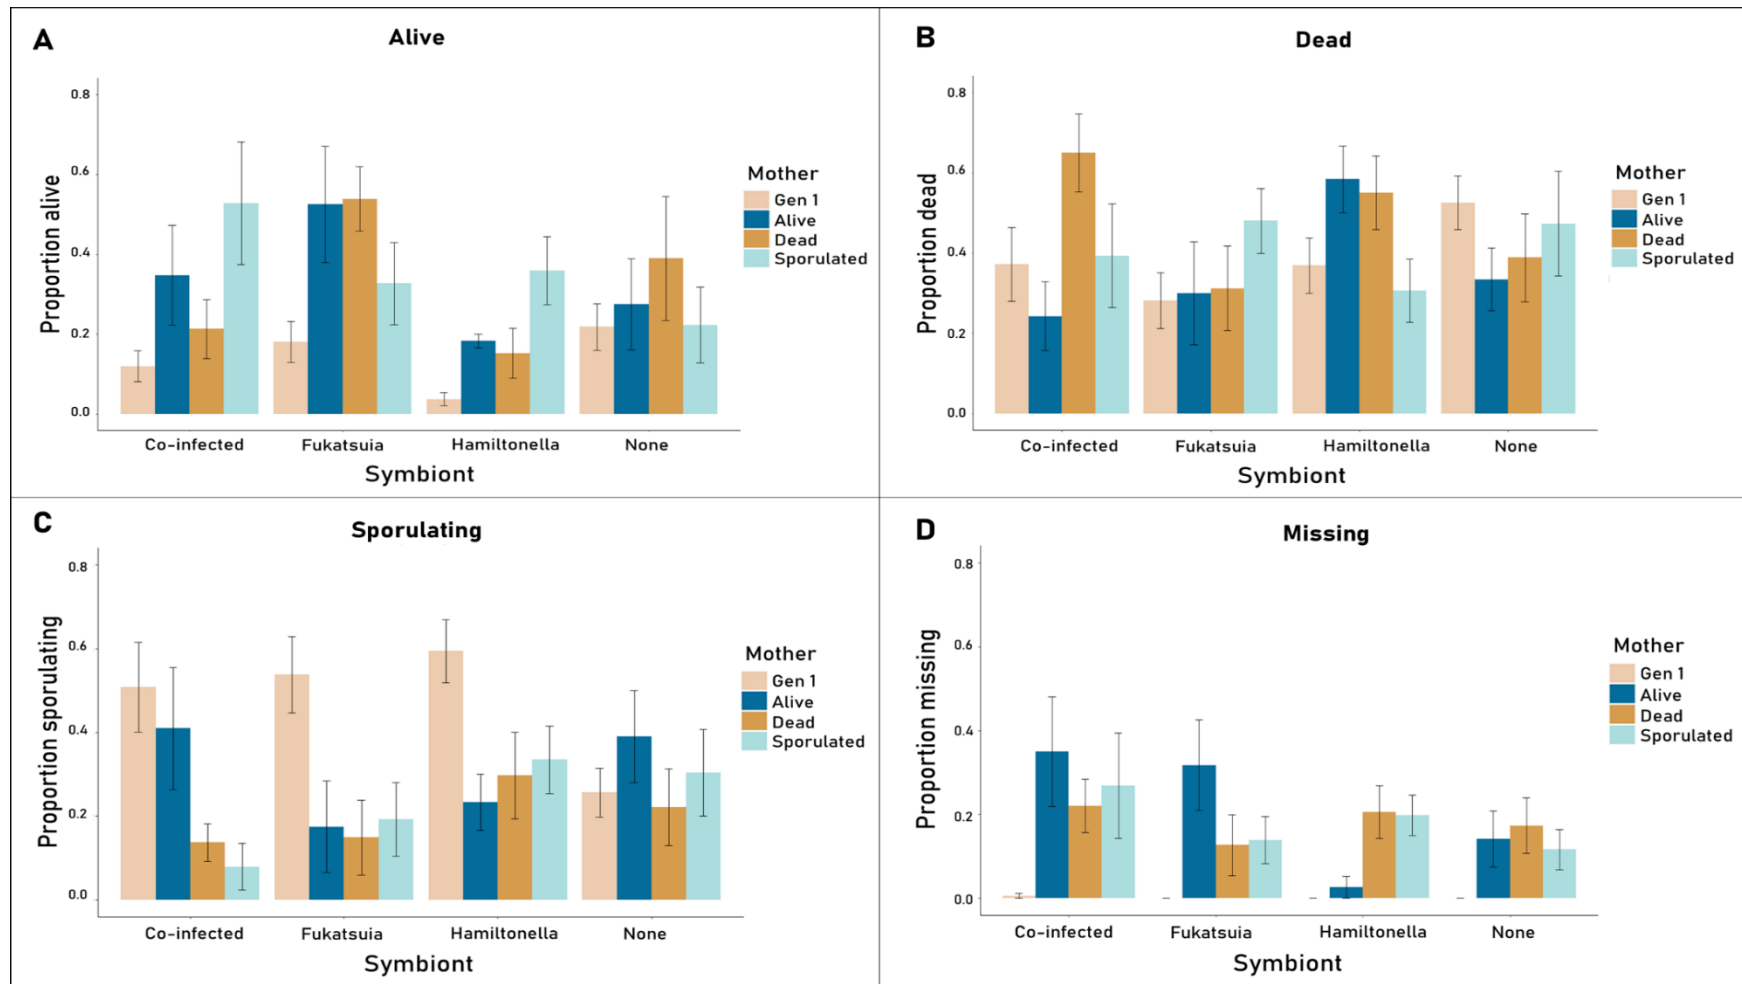 A
Alive
Proportion alive
0.8
0.6
0.4
0.2
0.0
Co-infected Fukatsuia Hamiltonella None
Symbiont
Mother
Gen 1
Alive
Dead
Sporulated
B
Dead
Proportion dead
0.8
0.6
0.4
0.2
0.0
Co-infected Fukatsuia Hamiltonella None
Symbiont
Mother
Gen 1
Alive
Dead
Sporulated
C
Sporulating
Proportion sporulating
0.8
0.6
0.4
0.2
0.0
Co-infected Fukatsuia Hamiltonella None
Symbiont
Mother
Gen 1
Alive
Dead
Sporulated
D
Missing
Proportion missing
0.8
0.6
0.4
0.2
0.0
Co-infected Fukatsuia Hamiltonella None
Symbiont
Mother
Gen 1
Alive
Dead
Sporulated